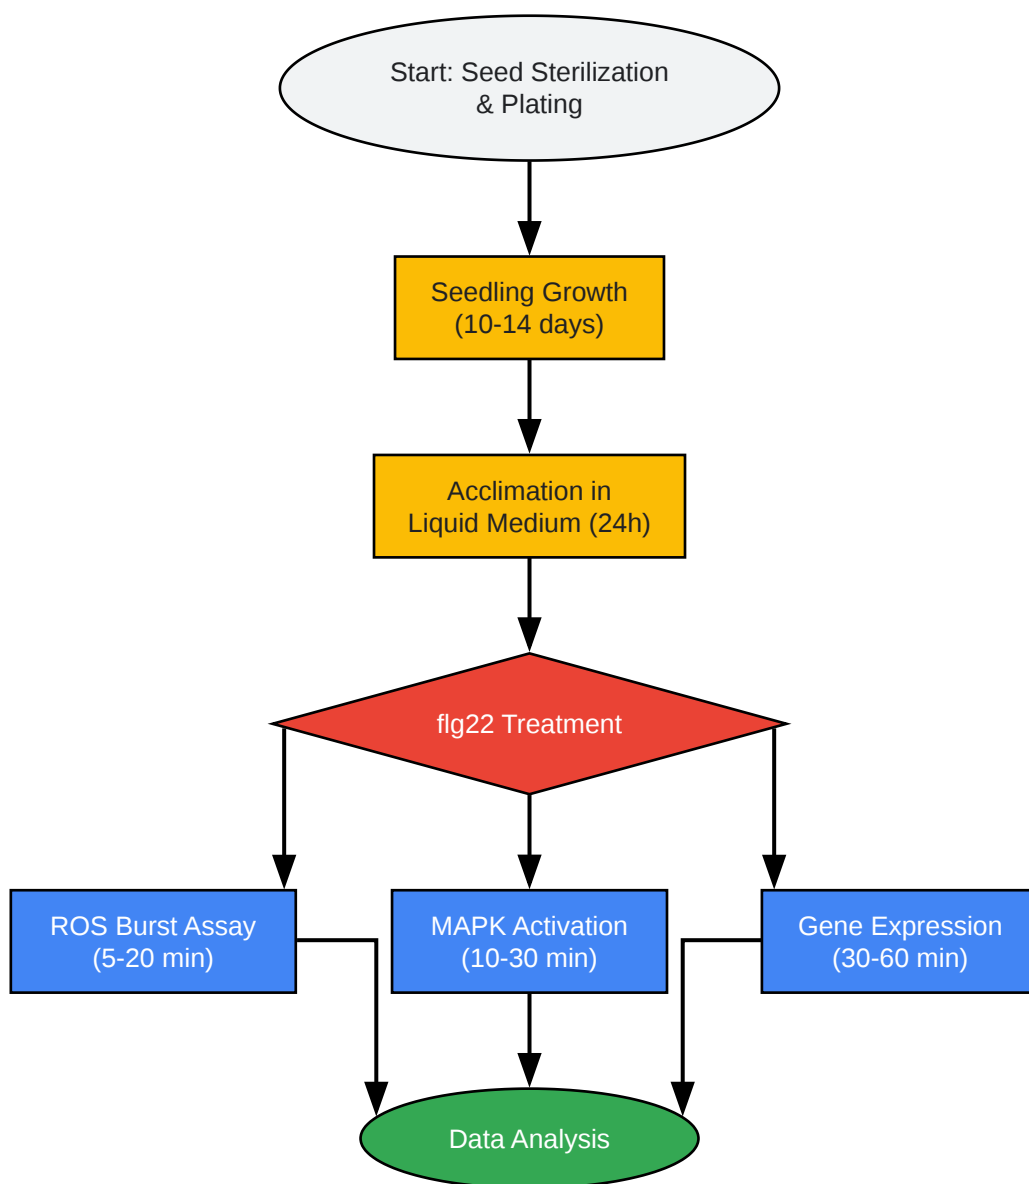 Start: Seed Sterilization
& Plating
Seedling Growth
(10-14 days)
Acclimation in
Liquid Medium (24h)
flg22 Treatment
ROS Burst Assay
(5-20 min)
MAPK Activation
(10-30 min)
Gene Expression
(30-60 min)
Data Analysis